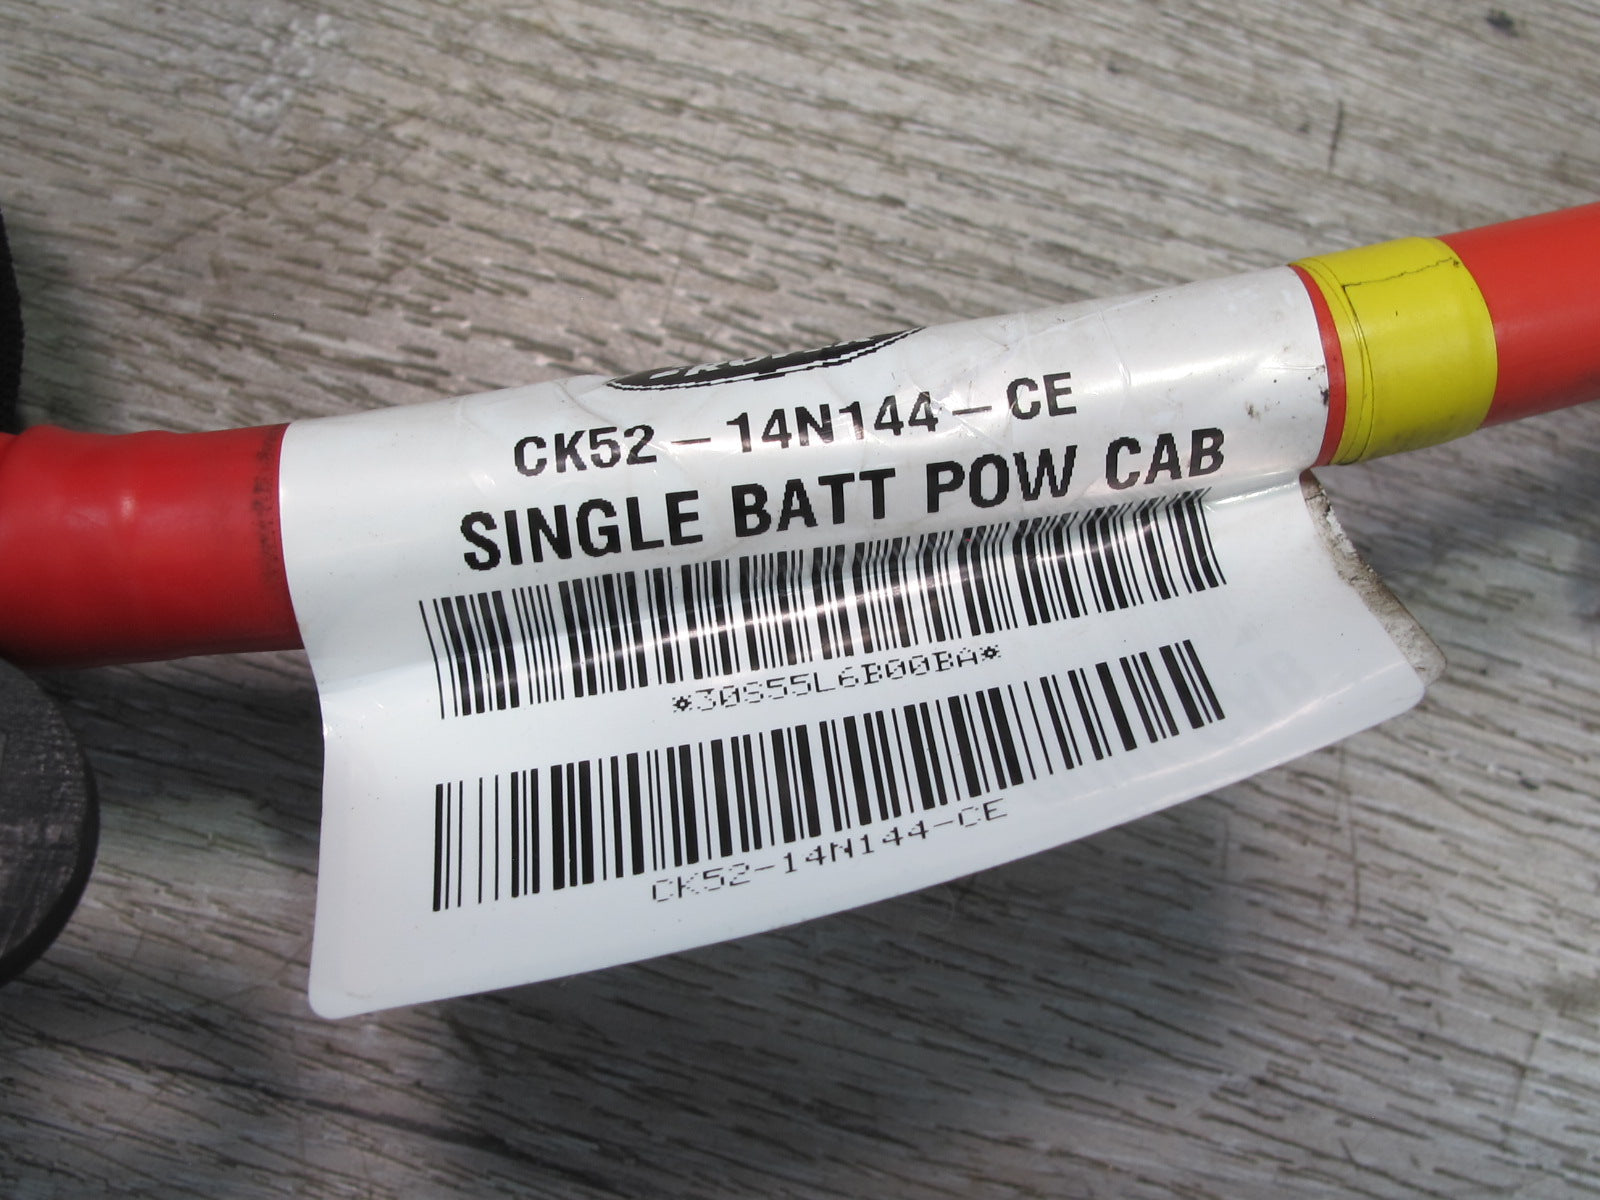 CK52-14N144-CE
SINGLE BATT POW CAB
*30S55L6B00BA*
CK52-14N144-CE